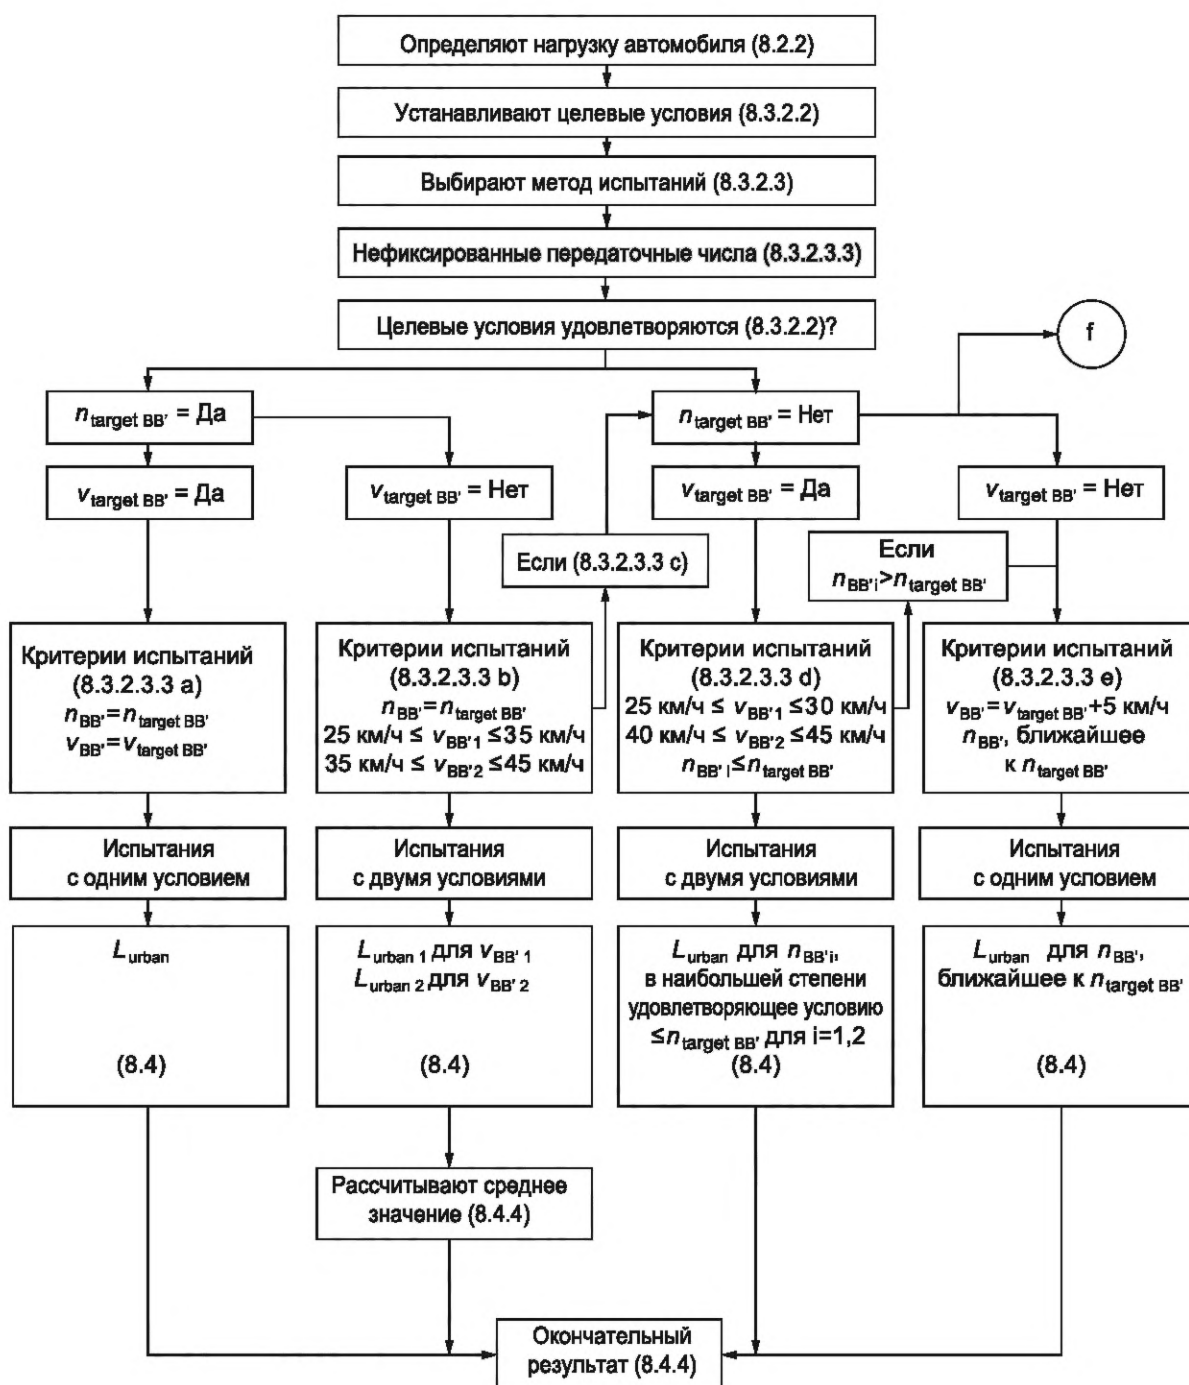 Определяют нагрузку автомобиля (8.2.2)
Устанавливают целевые условия (8.3.2.2)
Выбирают метод испытаний (8.3.2.3)
Нефиксированные передаточные числа (8.3.2.3.3)
Целевые условия удовлетворяются (8.3.2.2)?
f
n target BB' = Да
n target BB' = Нет
v target BB' = Да
v target BB' = Нет
v target BB' = Да
v target BB' = Нет
Если (8.3.2.3.3 c)
Если
n BB'i > n target BB'
Критерии испытаний
(8.3.2.3.3 a)
n BB' = n target BB'
v BB' = v target BB'
Критерии испытаний
(8.3.2.3.3 b)
n BB' = n target BB'
25 км/ч ≤ v BB'1 ≤35 км/ч
35 км/ч ≤ v BB'2 ≤45 км/ч
Критерии испытаний
(8.3.2.3.3 d)
25 км/ч ≤ v BB'1 ≤30 км/ч
40 км/ч ≤ v BB'2 ≤45 км/ч
n BB' i ≤ n target BB'
Критерии испытаний
(8.3.2.3.3 e)
v BB' = v target BB' +5 км/ч
n BB', ближайшее
к n target BB'
Испытания
с одним условием
Испытания
с двумя условиями
Испытания
с двумя условиями
Испытания
с одним условием
L urban
(8.4)
L urban 1 для v BB' 1
L urban 2 для v BB' 2
(8.4)
L urban для n BB'i,
в наибольшей степени
удовлетворяющее условию
≤ n target BB' для i=1,2
(8.4)
L urban для n BB',
ближайшее к n target BB'
(8.4)
Рассчитывают среднее
значение (8.4.4)
Окончательный
результат (8.4.4)